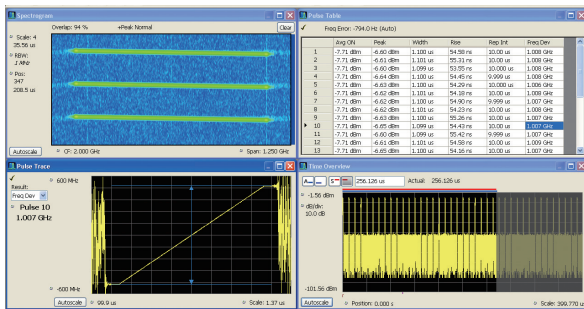 Spectrogram
Overlap: 94 %
+Peak Normal
Clear
Scale: 4
35.56 us
RBW:
1 MHz
Pos:
347
208.5 us
Autoscale
CF: 2.000 GHz
Span: 1.250 GHz
Pulse Table
Freq Error: -794.0 Hz (Auto)
Avg ON Peak Width Rise Rep Int Freq Dev
1 -7.71 dBm -6.60 dBm 1.099 us 54.58 ns 10.00 us 1.008 GHz
2 -7.71 dBm -6.61 dBm 1.101 us 55.31 ns 10.00 us 1.008 GHz
3 -7.71 dBm -6.60 dBm 1.099 us 53.55 ns 10.000 us 1.008 GHz
4 -7.71 dBm -6.64 dBm 1.100 us 54.45 ns 9.999 us 1.008 GHz
5 -7.71 dBm -6.63 dBm 1.100 us 54.29 ns 10.000 us 1.006 GHz
6 -7.71 dBm -6.62 dBm 1.101 us 54.18 ns 10.00 us 1.008 GHz
7 -7.71 dBm -6.62 dBm 1.100 us 54.90 ns 9.999 us 1.007 GHz
8 -7.71 dBm -6.62 dBm 1.101 us 54.23 ns 10.00 us 1.008 GHz
9 -7.71 dBm -6.63 dBm 1.100 us 55.26 ns 10.00 us 1.007 GHz
10 -7.71 dBm -6.65 dBm 1.099 us 54.43 ns 10.00 us 1.007 GHz
11 -7.71 dBm -6.65 dBm 1.099 us 55.42 ns 9.999 us 1.007 GHz
12 -7.71 dBm -6.61 dBm 1.101 us 54.58 ns 10.00 us 1.009 GHz
13 -7.71 dBm -6.65 dBm 1.100 us 54.16 ns 10.00 us 1.008 GHz
Pulse Trace
Result:
Freq Dev
Pulse 10
1.007 GHz
600 MHz
-600 MHz
Autoscale
99.9 us
Scale: 1.37 us
Time Overview
256.126 us
Actual: 256.126 us
-1.56 dBm
dB/div:
10.0 dB
-101.56 dBm
Autoscale
Position: 0.000 s
Scale: 399.770 us